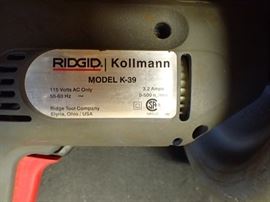 RIDGID | Kollmann
MODEL K-39
115 Volts AC Only 3.2 Amps
50-60 Hz 0-500
Ridge Tool Company
Elyria, Ohio / USA